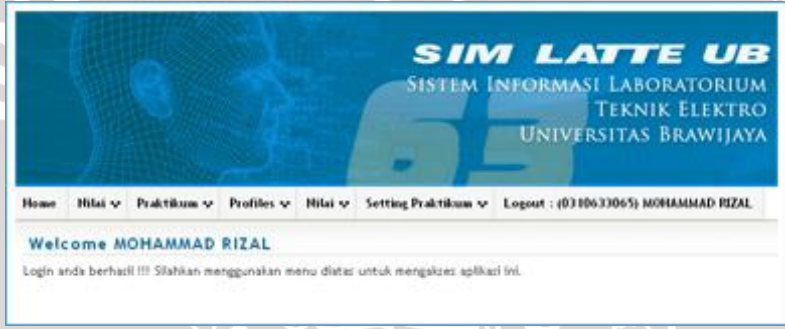 SIM LATTE UB
SISTEM INFORMASI LABORATORIUM
TEKNIK ELEKTRO
UNIVERSITAS BRAWIJAYA
63
Home Nilai Praktikum Profiles Nilai Setting Praktikum Logout : (0310633065) MOHAMMAD RIZAL
Welcome MOHAMMAD RIZAL
Login anda berhasil !!! Silahkan menggunakan menu diatas untuk mengakses aplikasi ini.